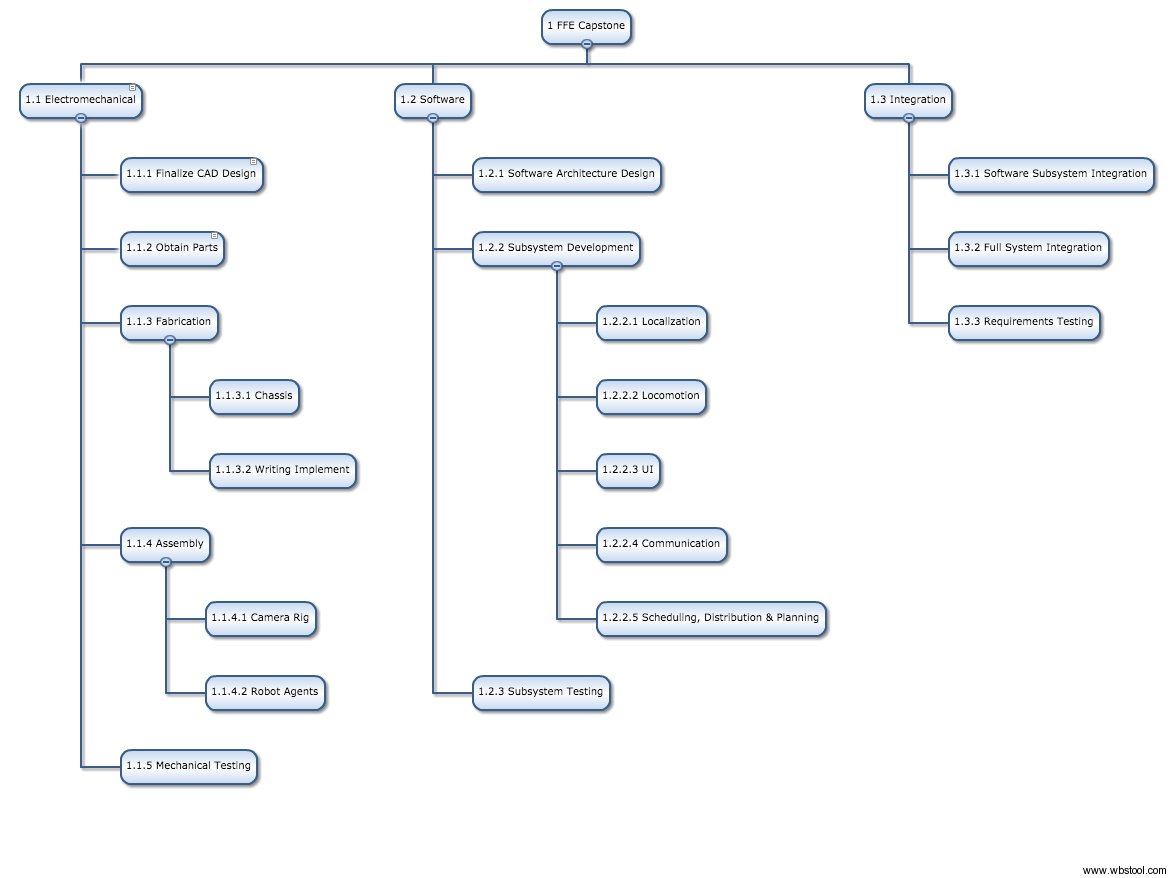 1 FFE Capstone
1.1 Electromechanical
1.1.1 Finalize CAD Design
1.1.2 Obtain Parts
1.1.3 Fabrication
1.1.3.1 Chassis
1.1.3.2 Writing Implement
1.1.4 Assembly
1.1.4.1 Camera Rig
1.1.4.2 Robot Agents
1.1.5 Mechanical Testing
1.2 Software
1.2.1 Software Architecture Design
1.2.2 Subsystem Development
1.2.2.1 Localization
1.2.2.2 Locomotion
1.2.2.3 UI
1.2.2.4 Communication
1.2.2.5 Scheduling, Distribution & Planning
1.2.3 Subsystem Testing
1.3 Integration
1.3.1 Software Subsystem Integration
1.3.2 Full System Integration
1.3.3 Requirements Testing
www.wbstool.com